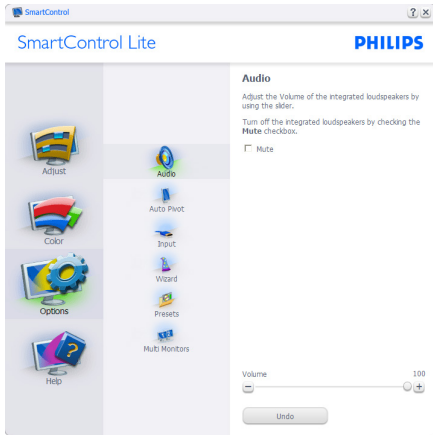 SmartControl
SmartControl Lite
PHILIPS
Adjust
Color
Options
Help
Audio
Auto Pivot
Input
Wizard
Presets
Multi Monitors
Audio
Adjust the Volume of the integrated loudspeakers by
using the slider.
Turn off the integrated loudspeakers by checking the
Mute checkbox.
Mute
Volume 100
Undo